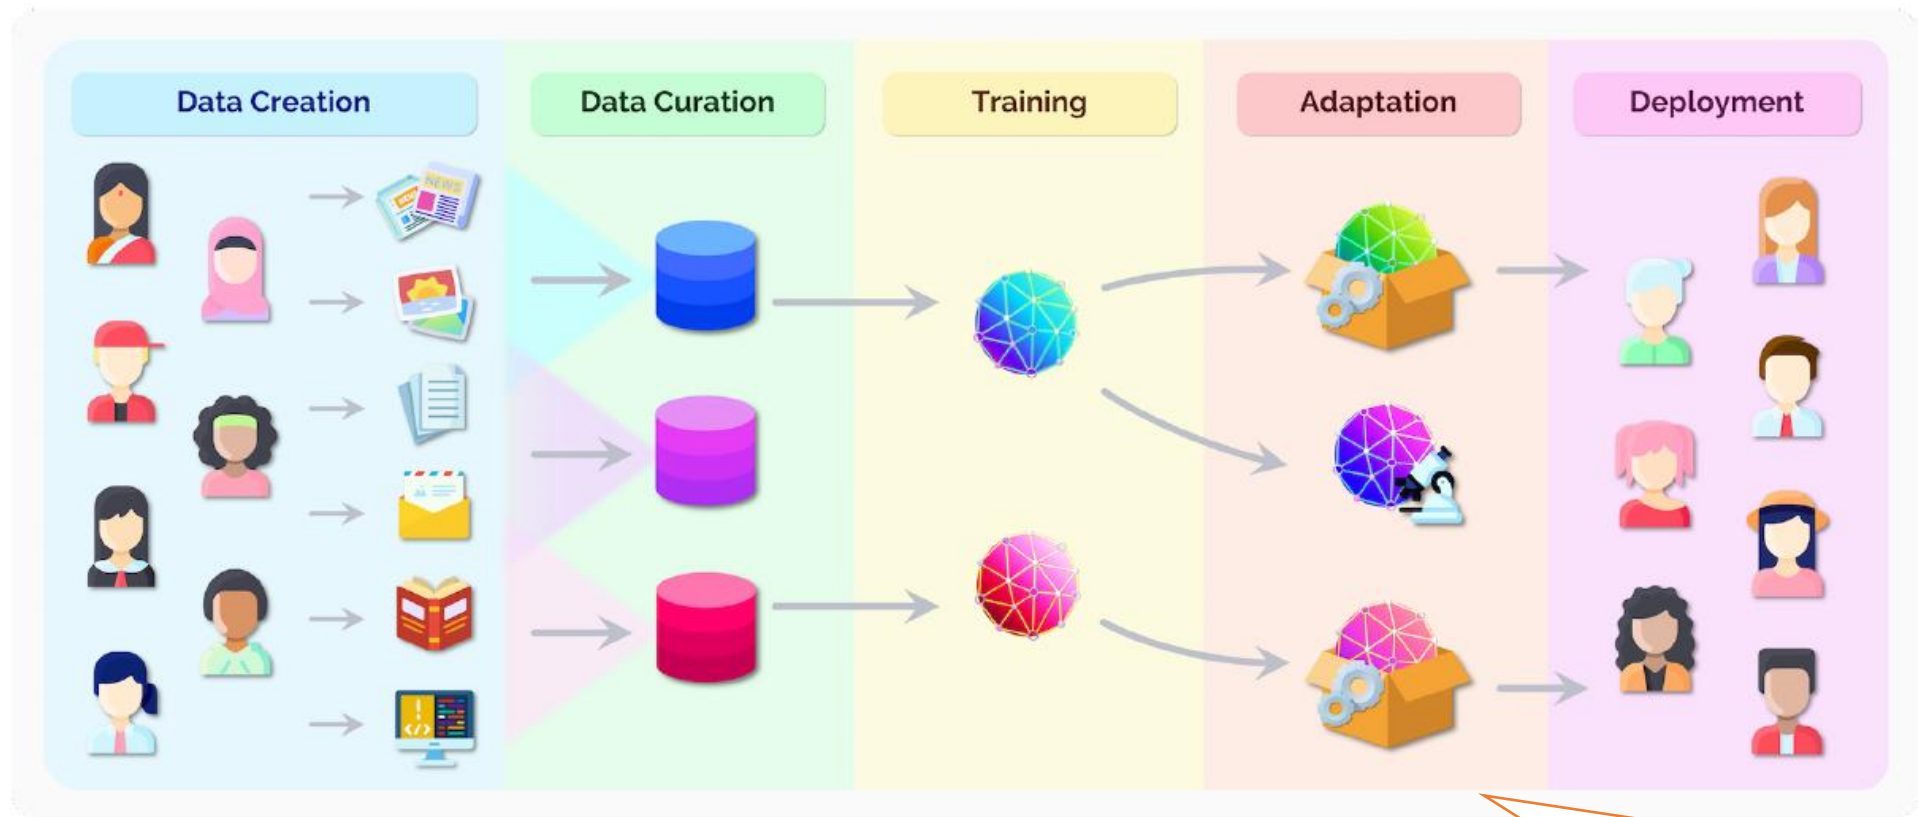 Data Creation
Data Curation
Training
Adaptation
Deployment
NEWS